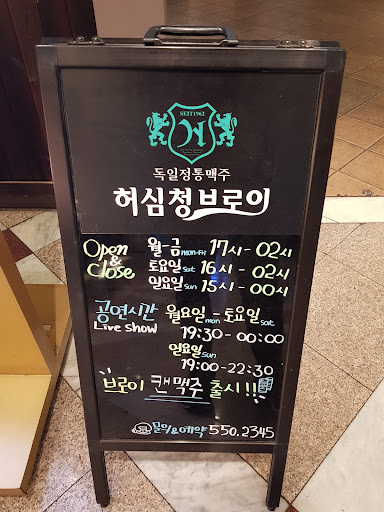 SEIT1962
독일정통맥주
허심청브로이
Open & Close 월-금 mon-Fri 17시-02시
토요일 Sat 16시-02시
일요일 Sun 15시-00시
공연시간 월요일 mon - 토요일 sat
Live show 19:30-00:00
일요일 Sun
19:00-22:30
브로이 캔맥주 출시!!
문의&예약 550.2345